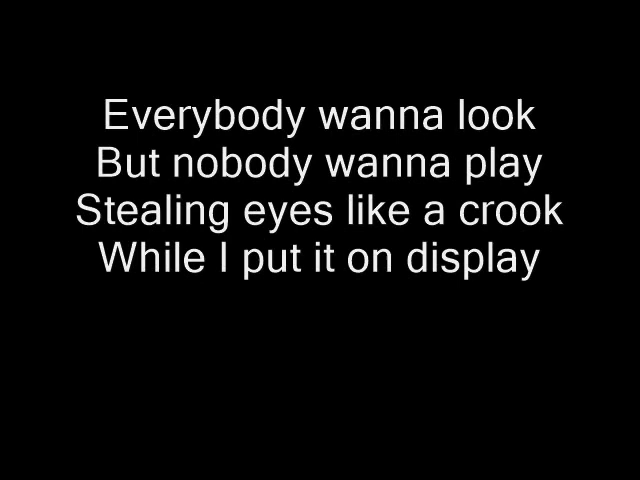 Everybody wanna look
But nobody wanna play
Stealing eyes like a crook
While I put it on display